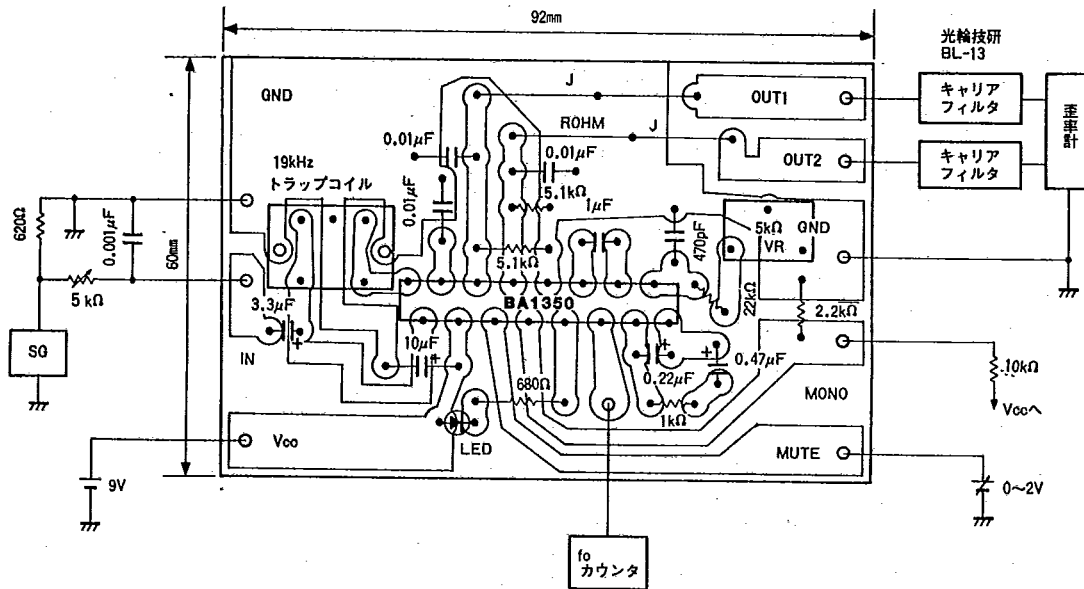 92mm
光輪技研
BL-13
GND
J
OUT1
キャリア
フィルタ
歪率計
ROHM
J
0.01μF
0.01μF
OUT2
キャリア
フィルタ
19kHz
トラップコイル
5.1kΩ
1μF
0.01μF
620Ω
0.001μF
60mm
470pF
5kΩ
VR
GND
5.1kΩ
5kΩ
BA1350
22kΩ
2.2kΩ
3.3μF
+
SG
IN
10μF
+
+
+
0.22μF
0.47μF
10kΩ
680Ω
MONO
Vccへ
1kΩ
Vcc
LED
MUTE
9V
0～2V
fo
カウンタ